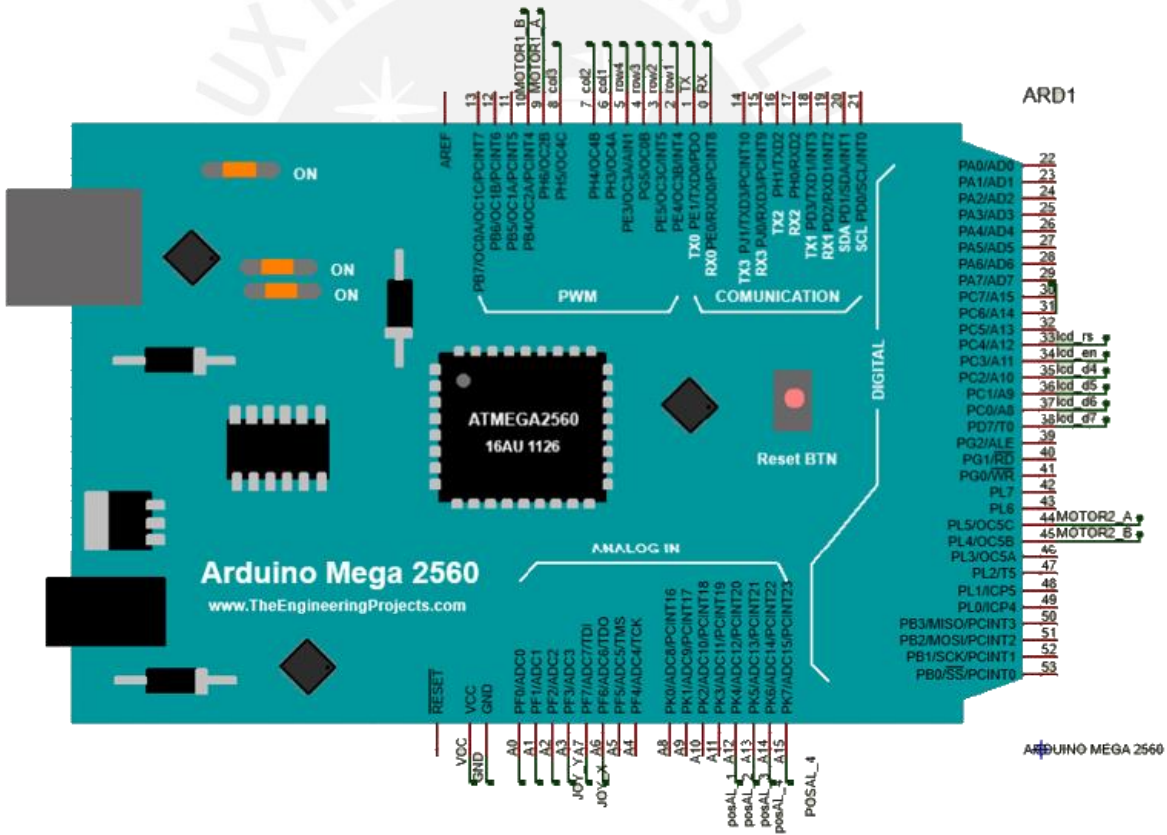 UX IN
IS L
MOTOR1_B
MOTOR1_A
col3
col2
col1
row4
row3
row2
row1
TX
RX
13
12
11
10
9
8
7
6
5
4
3
2
1
0
14
15
16
17
18
19
20
21
ARD1
AREF
PB7/OC0A/OC1C/PCINT7
PB6/OC1B/PCINT6
PB5/OC1A/PCINT5
PB4/OC2A/PCINT4
PH6/OC2B
PH5/OC4C
PH4/OC4B
PH3/OC4A
PE3/OC3A/AIN1
PG5/OC0B
PE5/OC3C/INT5
PE4/OC3B/INT4
TX0 PE1/TXD0/PDO
RX0 PE0/RXD0/PCINT8
TX3 PJ1/TXD3/PCINT10
RX3 PJ0/RXD3/PCINT9
TX2 PH1/TXD2
RX2 PH0/RXD2
TX1 PD3/TXD1/INT3
RX1 PD2/RXD1/INT2
SDA PD1/SDA/INT1
SCL PD0/SCL/INT0
ON
ON
ON
PWM
COMUNICATION
DIGITAL
PA0/AD0 22
PA1/AD1 23
PA2/AD2 24
PA3/AD3 25
PA4/AD4 26
PA5/AD5 27
PA6/AD6 28
PA7/AD7 29
PC7/A15 30
PC6/A14 31
PC5/A13 32
PC4/A12 33 lcd_rs
PC3/A11 34 lcd_en
PC2/A10 35 lcd_d4
PC1/A9 36 lcd_d5
PC0/A8 37 lcd_d6
PD7/T0 38 lcd_d7
PG2/ALE 39
PG1/RD 40
PG0/WR 41
PL7 42
PL6 43
PL5/OC5C 44 MOTOR2_A
PL4/OC5B 45 MOTOR2_B
PL3/OC5A 46
PL2/T5 47
PL1/ICP5 48
PL0/ICP4 49
PB3/MISO/PCINT3 50
PB2/MOSI/PCINT2 51
PB1/SCK/PCINT1 52
PB0/SS/PCINT0 53
ATMEGA2560
16AU 1126
Reset BTN
Arduino Mega 2560
www.TheEngineeringProjects.com
ANALOG IN
RESET
VCC
GND
PF0/ADC0
PF1/ADC1
PF2/ADC2
PF3/ADC3
PF7/ADC7/TDI
PF6/ADC6/TDO
PF5/ADC5/TMS
PF4/ADC4/TCK
PK0/ADC8/PCINT16
PK1/ADC9/PCINT17
PK2/ADC10/PCINT18
PK3/ADC11/PCINT19
PK4/ADC12/PCINT20
PK5/ADC13/PCINT21
PK6/ADC14/PCINT22
PK7/ADC15/PCINT23
VCC
GND
A0
A1
A2
A3
JOY_Y A7
JOY_X A6
A5
A4
A8
A9
A10
A11
posAL_1 A12
posAL_2 A13
posAL_3 A14
posAL_4 A15
POSAL_4
ARDUINO MEGA 2560